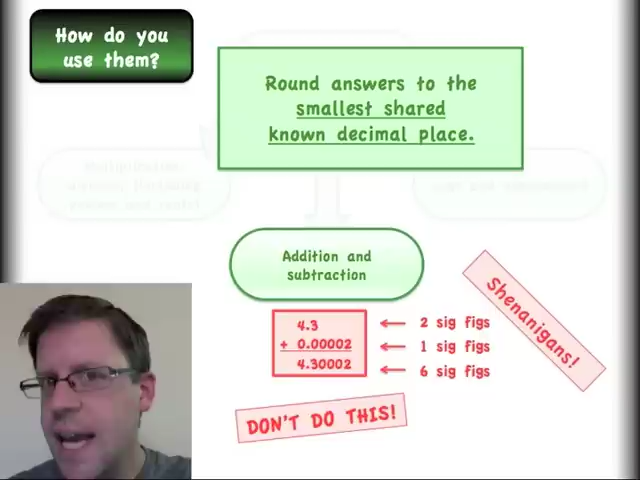 How do you
use them?
Round answers to the
smallest shared
known decimal place.
Addition and
subtraction
4.3
+ 0.00002
4.30002
← 2 sig figs
← 1 sig figs
← 6 sig figs
Shenanigans!
DON'T DO THIS!